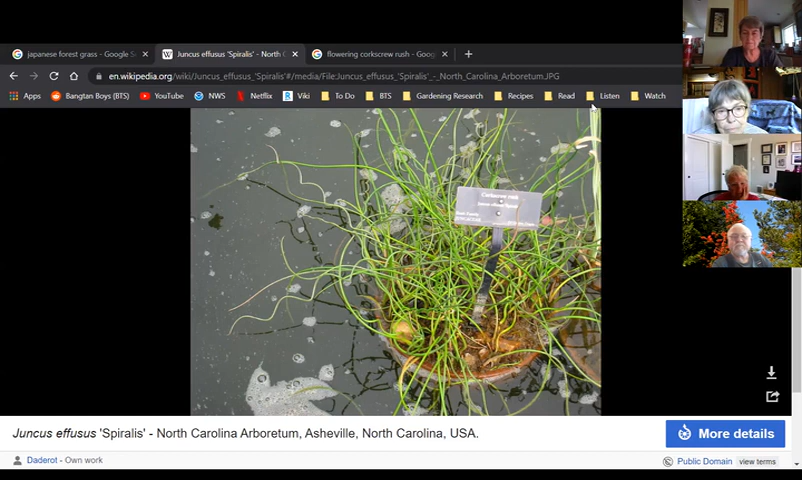 japanese forest grass - Google S
Juncus effusus 'Spiralis' - North C
flowering corkscrew rush - Goog
en.wikipedia.org/wiki/Juncus_effusus_'Spiralis'#/media/File:Juncus_effusus_'Spiralis'_-_North_Carolina_Arboretum.JPG
Apps
Bangtan Boys (BTS)
YouTube
NWS
Netflix
Viki
To Do
BTS
Gardening Research
Recipes
Read
Listen
Watch
Corkscrew rush
Juncus effusus 'Spiralis' - North Carolina Arboretum, Asheville, North Carolina, USA.
More details
Daderot - Own work
Public Domain view terms